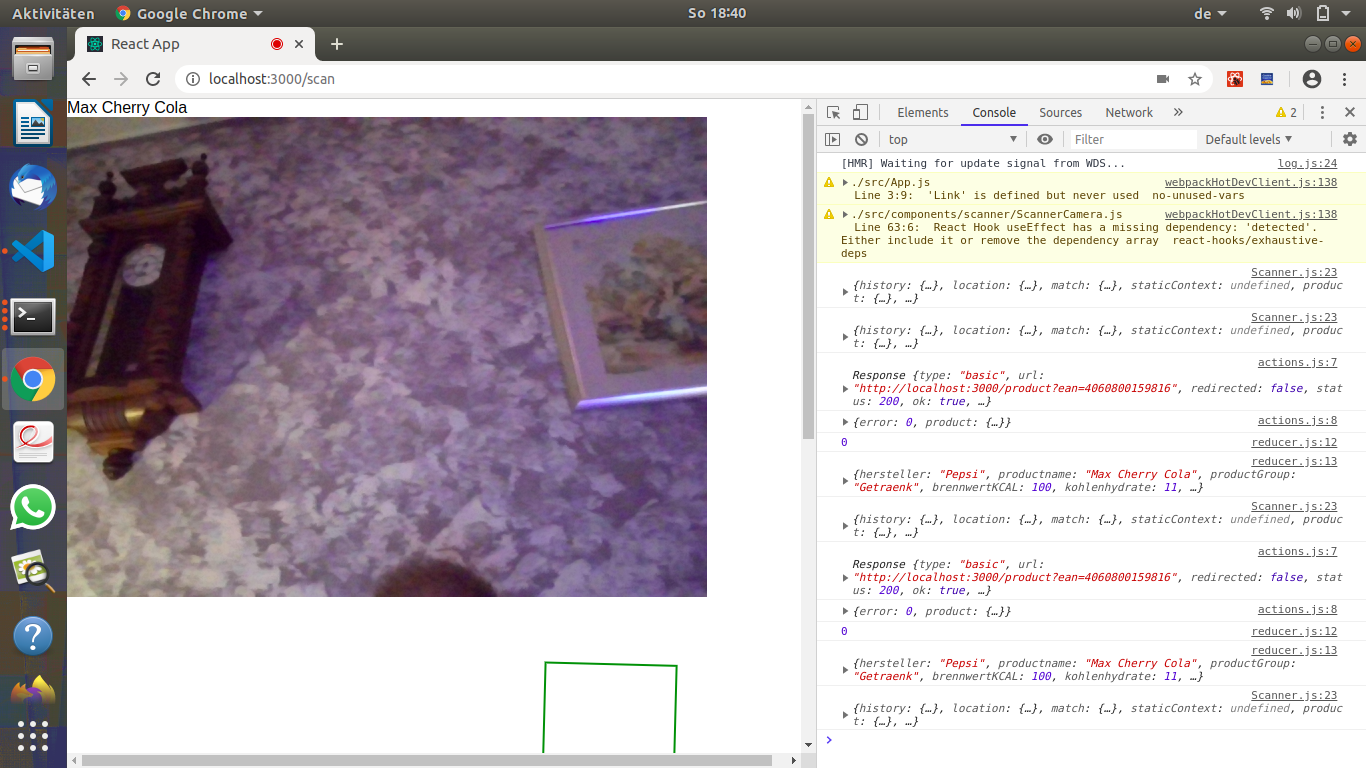 Aktivitäten
Google Chrome
So 18:40
de
React App
localhost:3000/scan
Max Cherry Cola
Elements
Console
Sources
Network
»
2
top
Filter
Default levels
[HMR] Waiting for update signal from WDS...
log.js:24
./src/App.js
webpackHotDevClient.js:138
Line 3:9:  'Link' is defined but never used  no-unused-vars
./src/components/scanner/ScannerCamera.js
webpackHotDevClient.js:138
Line 63:6:  React Hook useEffect has a missing dependency: 'detected'.
Either include it or remove the dependency array  react-hooks/exhaustive-
deps
Scanner.js:23
{history: {…}, location: {…}, match: {…}, staticContext: undefined, produc
t: {…}, …}
Scanner.js:23
{history: {…}, location: {…}, match: {…}, staticContext: undefined, produc
t: {…}, …}
actions.js:7
Response {type: "basic", url:
"http://localhost:3000/product?ean=4060800159816", redirected: false, stat
us: 200, ok: true, …}
actions.js:8
{error: 0, product: {…}}
0
reducer.js:12
reducer.js:13
{hersteller: "Pepsi", productname: "Max Cherry Cola", productGroup:
"Getraenk", brennwertKCAL: 100, kohlenhydrate: 11, …}
Scanner.js:23
{history: {…}, location: {…}, match: {…}, staticContext: undefined, produc
t: {…}, …}
actions.js:7
Response {type: "basic", url:
"http://localhost:3000/product?ean=4060800159816", redirected: false, stat
us: 200, ok: true, …}
actions.js:8
{error: 0, product: {…}}
0
reducer.js:12
reducer.js:13
{hersteller: "Pepsi", productname: "Max Cherry Cola", productGroup:
"Getraenk", brennwertKCAL: 100, kohlenhydrate: 11, …}
Scanner.js:23
{history: {…}, location: {…}, match: {…}, staticContext: undefined, produc
t: {…}, …}